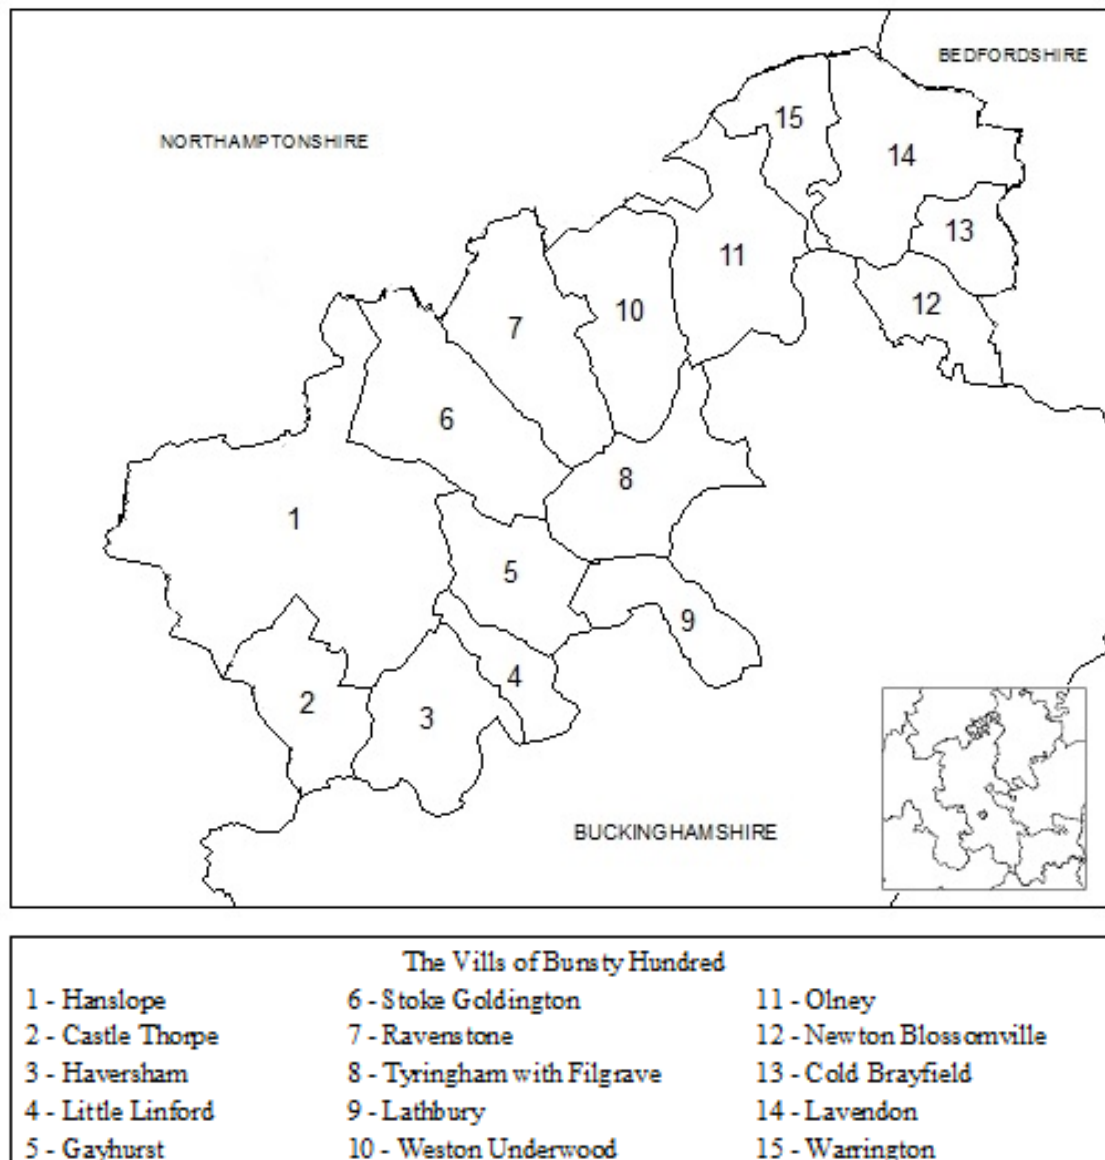 BEDFORDSHIRE
NORTHAMPTONSHIRE
15
14
13
11
12
10
7
6
8
1
5
9
4
2
3
BUCKINGHAMSHIRE
The Vills of Bunsty Hundred
1 - Hanslope
2 - Castle Thorpe
3 - Haversham
4 - Little Linford
5 - Gayhurst
6 - Stoke Goldington
7 - Ravenstone
8 - Tyringham with Filgrave
9 - Lathbury
10 - Weston Underwood
11 - Olney
12 - Newton Blossomville
13 - Cold Brayfield
14 - Lavendon
15 - Warrington